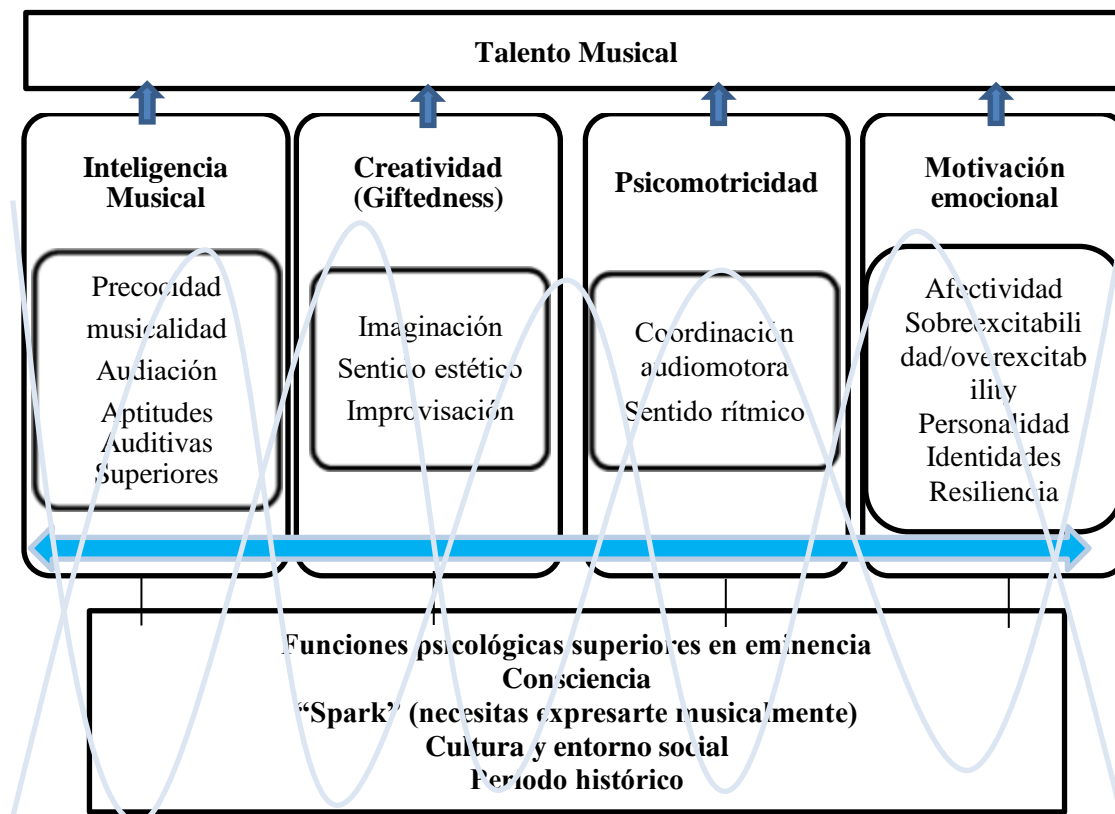 Talento Musical
Inteligencia
Musical
Precocidad
musicalidad
Audiación
Aptitudes
Auditivas
Superiores
Creatividad
(Giftedness)
Imaginación
Sentido estético
Improvisación
Psicomotricidad
Coordinación
audiomotora
Sentido rítmico
Motivación
emocional
Afectividad
Sobreexcitabili
dad/overexcitab
ility
Personalidad
Identidades
Resiliencia
Funciones psicológicas superiores en eminencia
Consciencia
“Spark” (necesitas expresarte musicalmente)
Cultura y entorno social
Periodo histórico